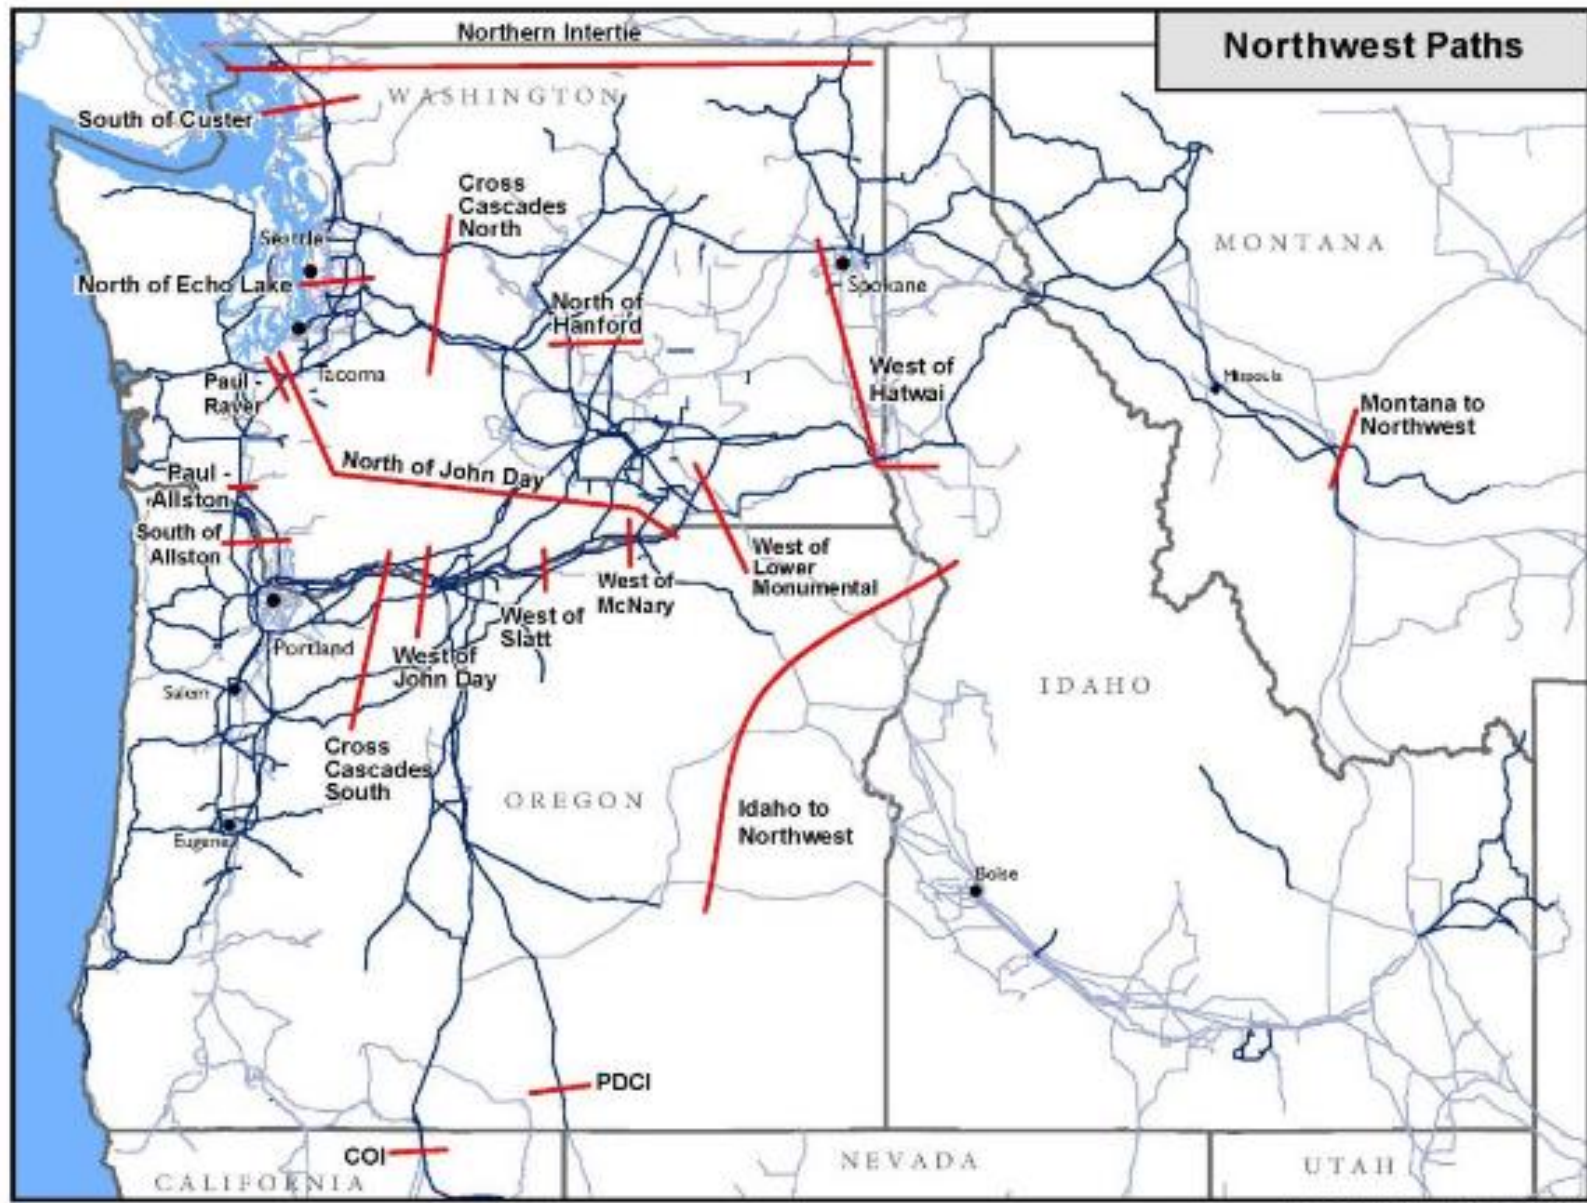 Northwest Paths
Northern Intertie
WASHINGTON
South of Custer
Cross
Cascades
North
Seattle
MONTANA
North of Echo Lake
Spokane
North of
Hanford
West of
Hatwai
Tacoma
Paul -
Raver
Missoula
Montana to
Northwest
North of John Day
Paul -
Allston
South of
Allston
West of
Lower
Monumental
West of
McNary
West of
Slatt
Portland
West of
John Day
Salem
IDAHO
Cross
Cascades
South
OREGON
Idaho to
Northwest
Eugene
Boise
PDCI
COI
CALIFORNIA
NEVADA
UTAH